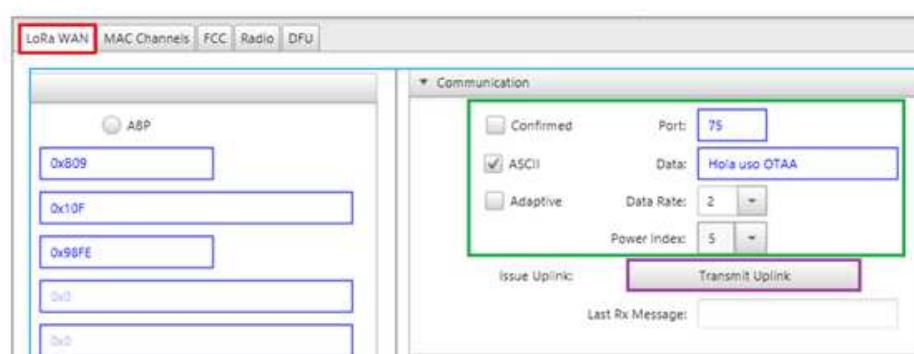 LoRa WAN MAC Channels FCC Radio DFU
Communication
ABP
0x809
0x10F
0x98FE
0x0
0x0
Confirmed Port: 75
ASCII Data: Hola uso OTAA
Adaptive Data Rate: 2
Power Index: 5
Issue Uplink: Transmit Uplink
Last Rx Message: